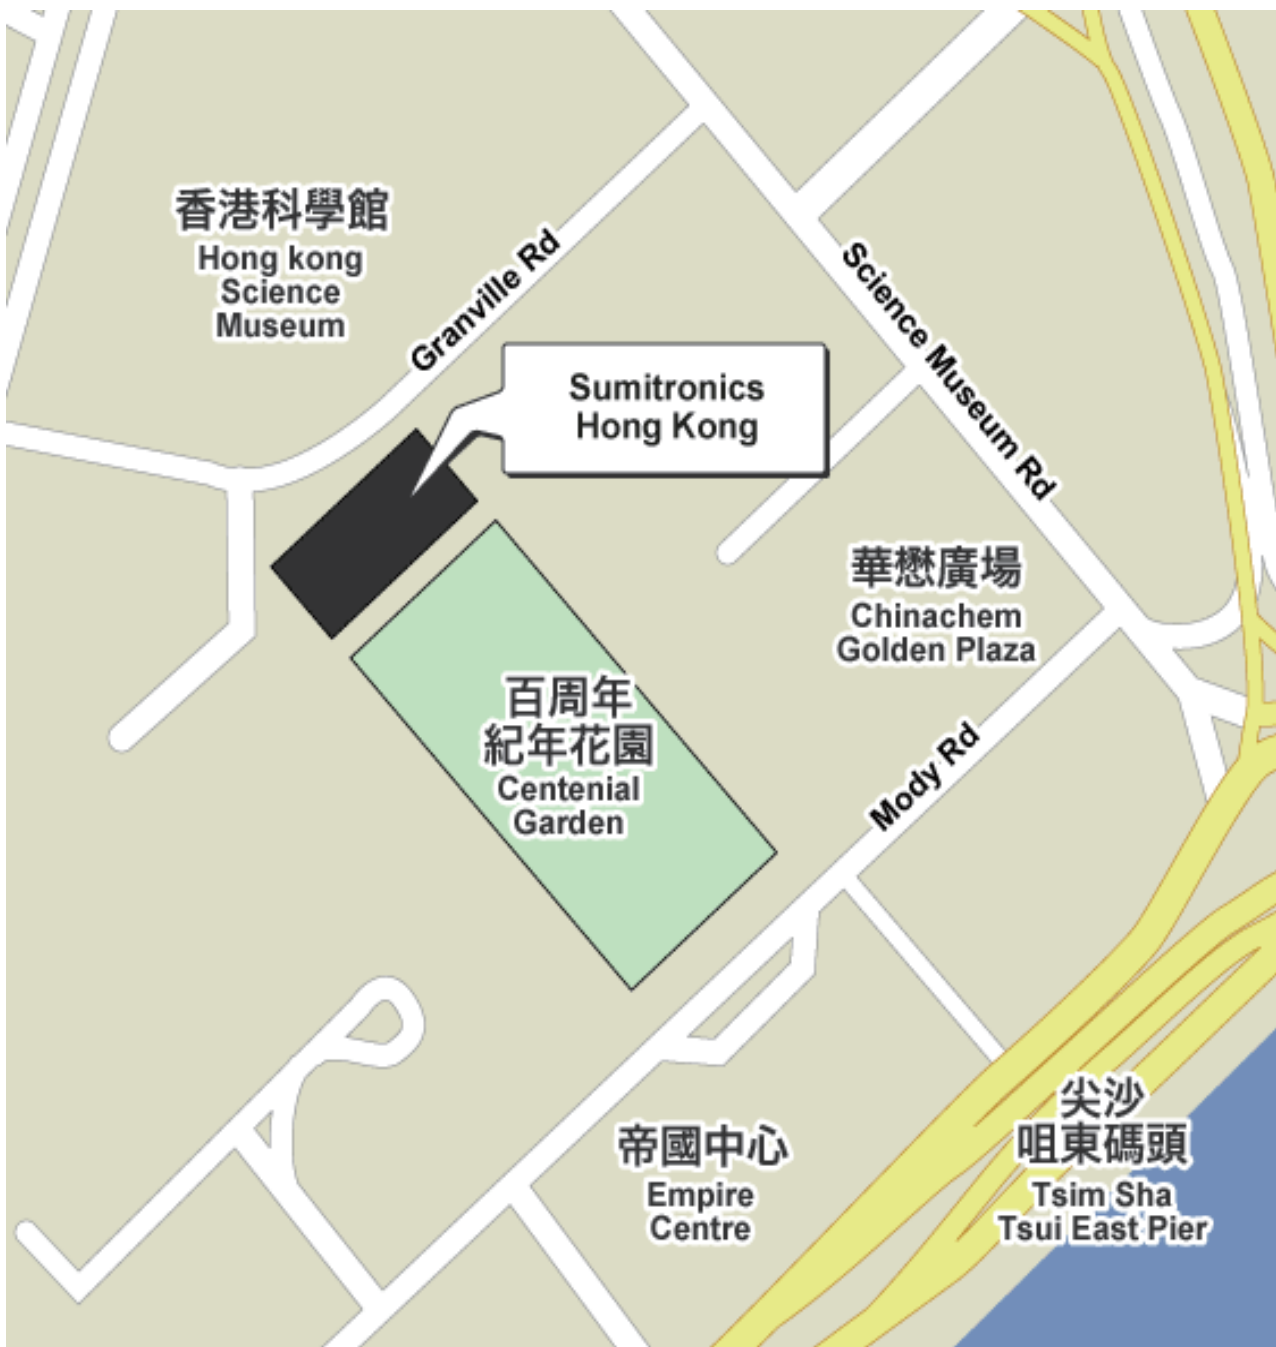 香港科學館
Hong kong
Science
Museum
Granville Rd
Science Museum Rd
Sumitronics
Hong Kong
華懋廣場
Chinachem
Golden Plaza
百周年
紀年花園
Centenial
Garden
Mody Rd
帝國中心
Empire
Centre
尖沙
咀東碼頭
Tsim Sha
Tsui East Pier